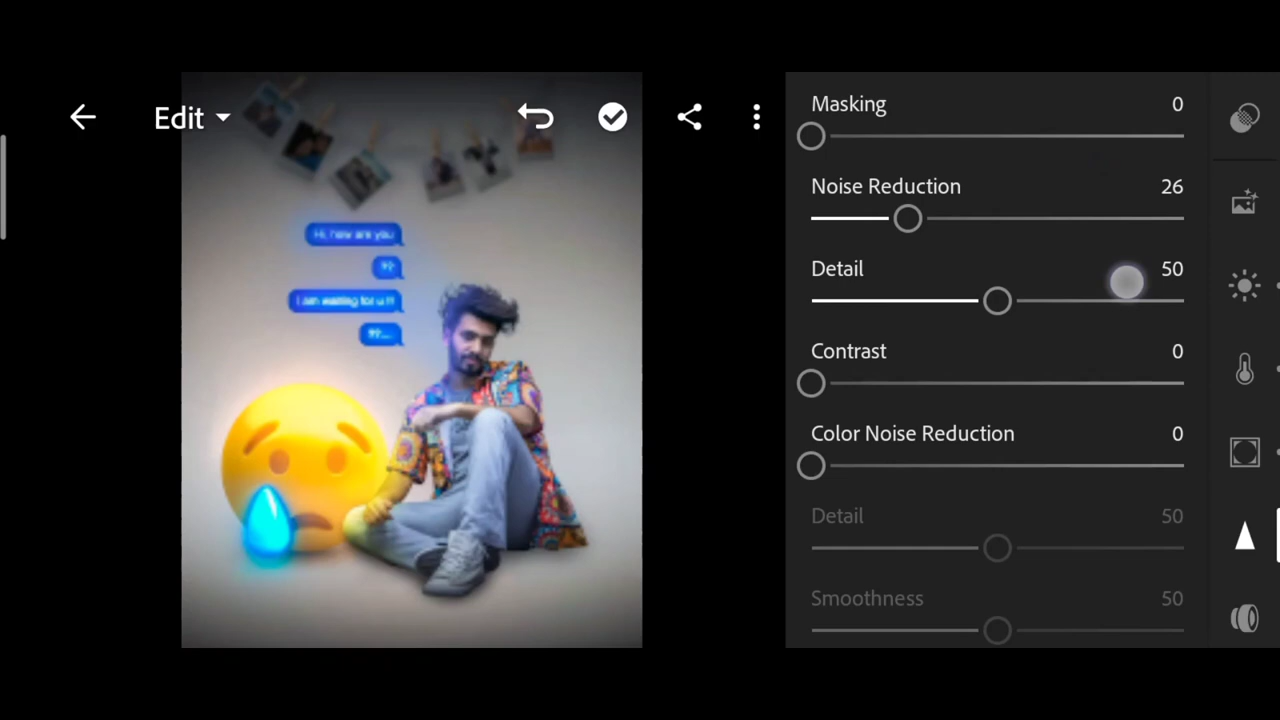 Edit
Hi, how are you
??
I am waiting for u !!!
??...
Masking 0
Noise Reduction 26
Detail 50
Contrast 0
Color Noise Reduction 0
Detail 50
Smoothness 50